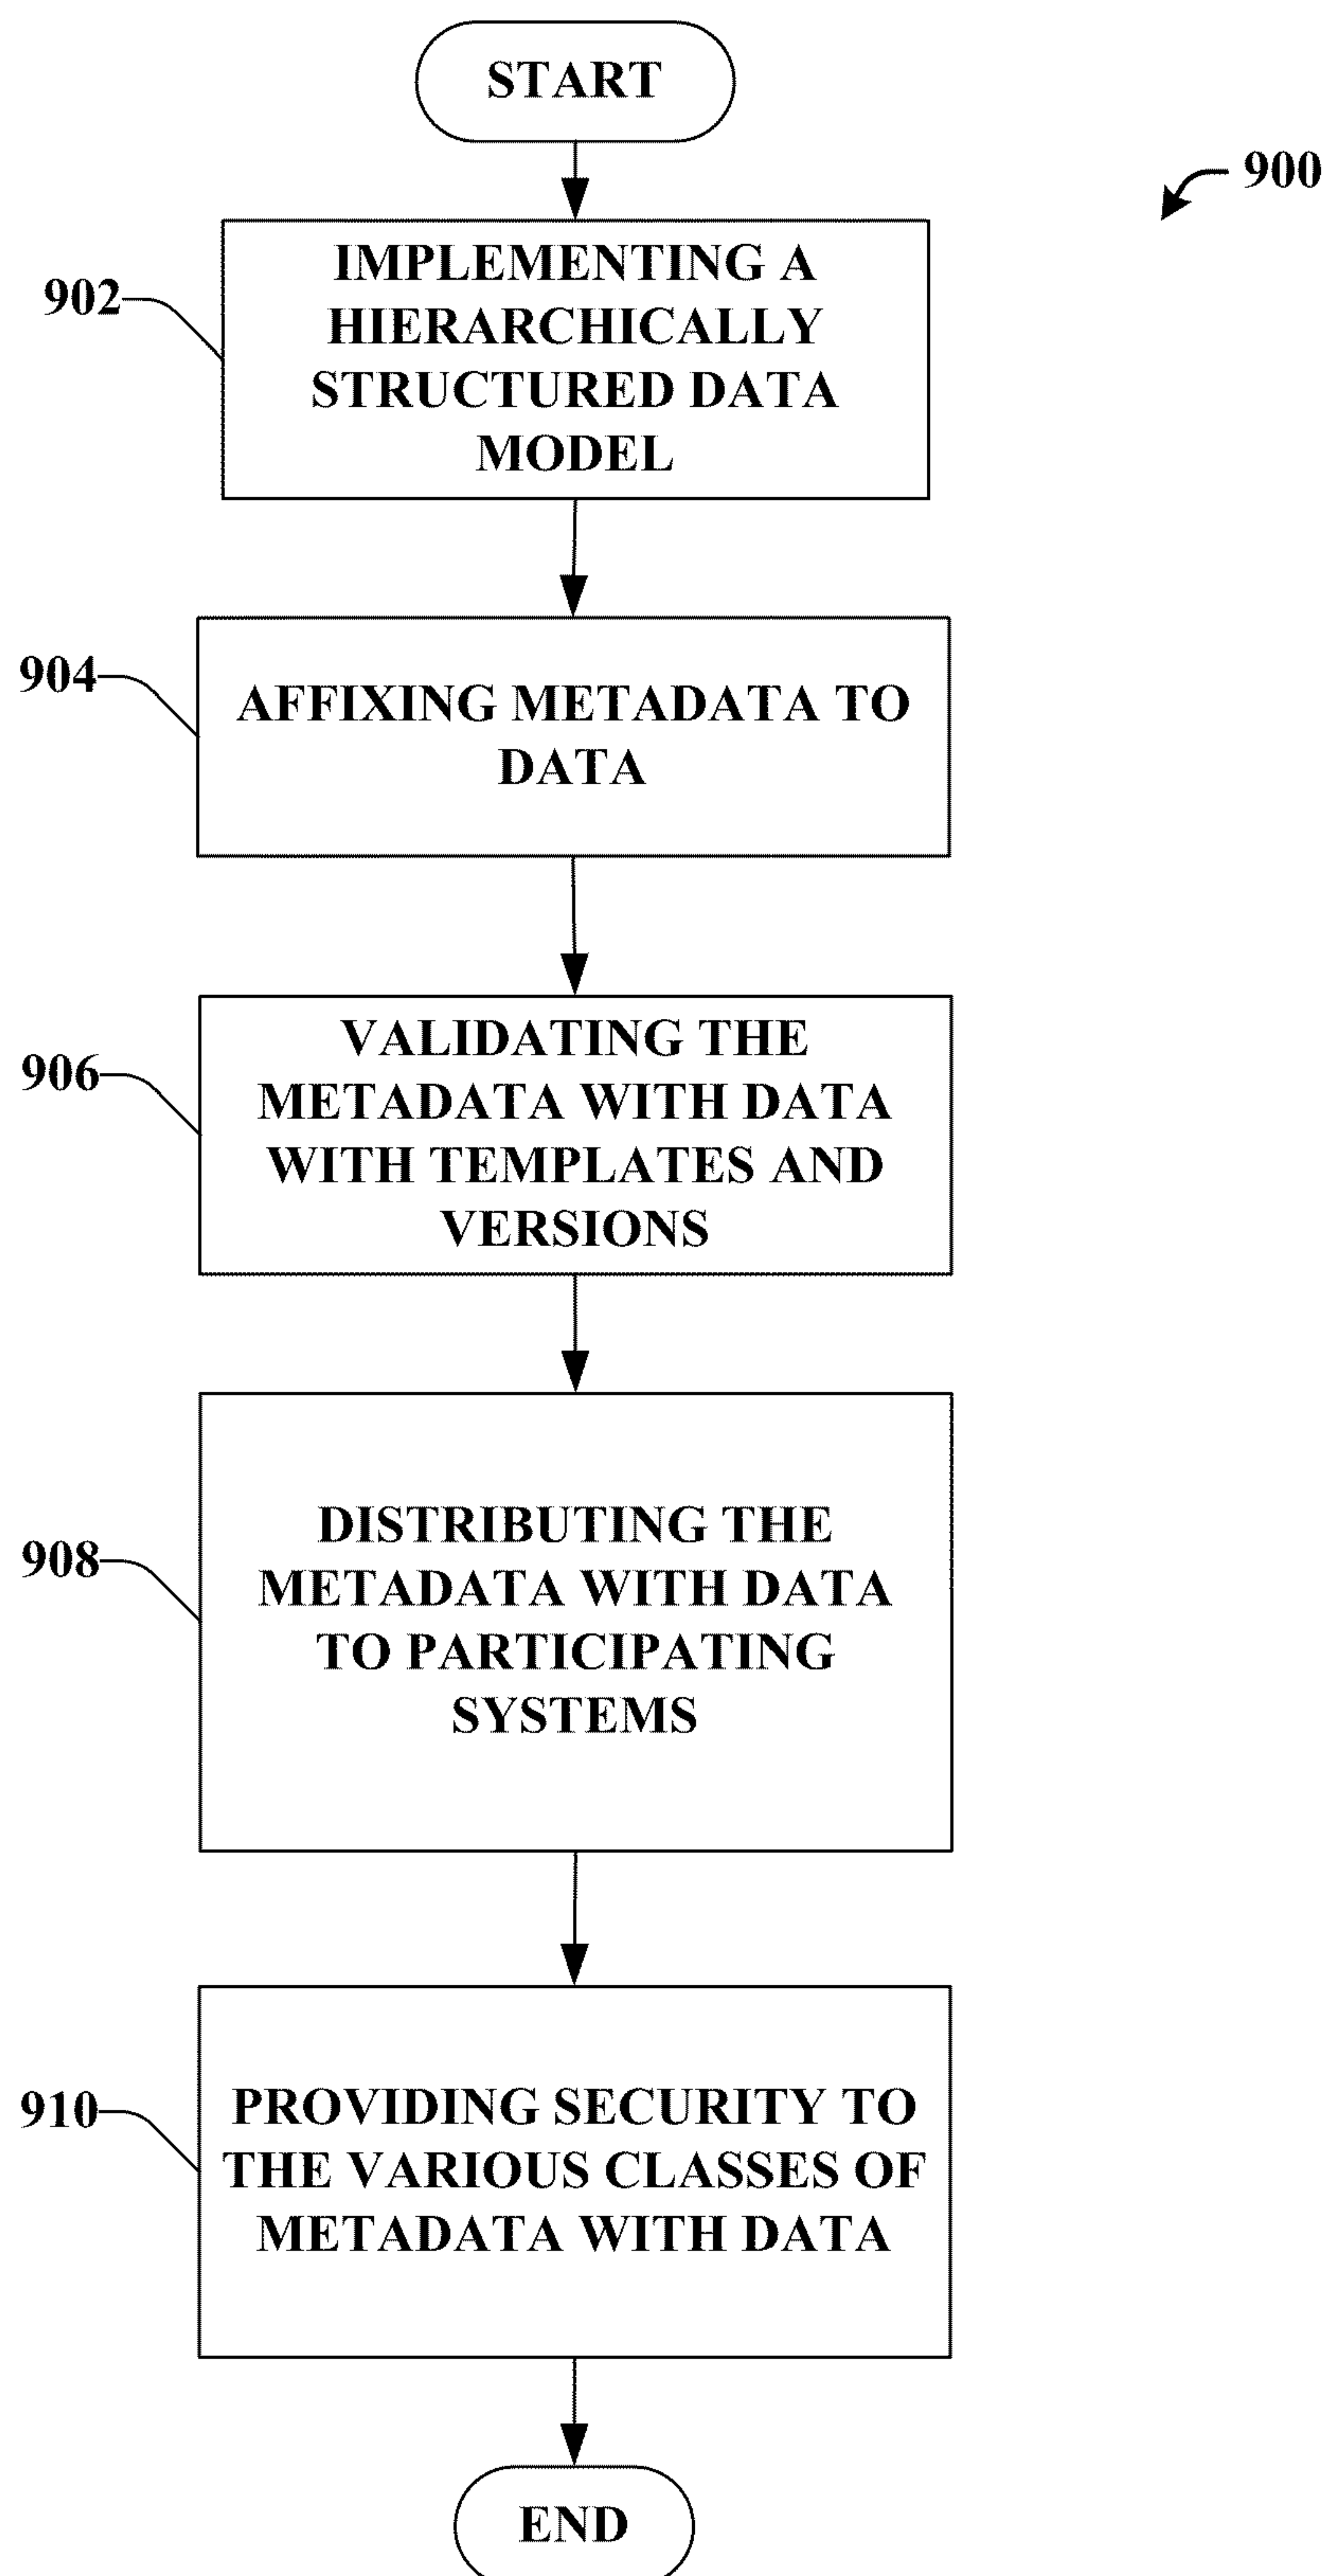 START
900
902
IMPLEMENTING A
HIERARCHICALLY
STRUCTURED DATA
MODEL
904
AFFIXING METADATA TO
DATA
906
VALIDATING THE
METADATA WITH DATA
WITH TEMPLATES AND
VERSIONS
908
DISTRIBUTING THE
METADATA WITH DATA
TO PARTICIPATING
SYSTEMS
910
PROVIDING SECURITY TO
THE VARIOUS CLASSES OF
METADATA WITH DATA
END